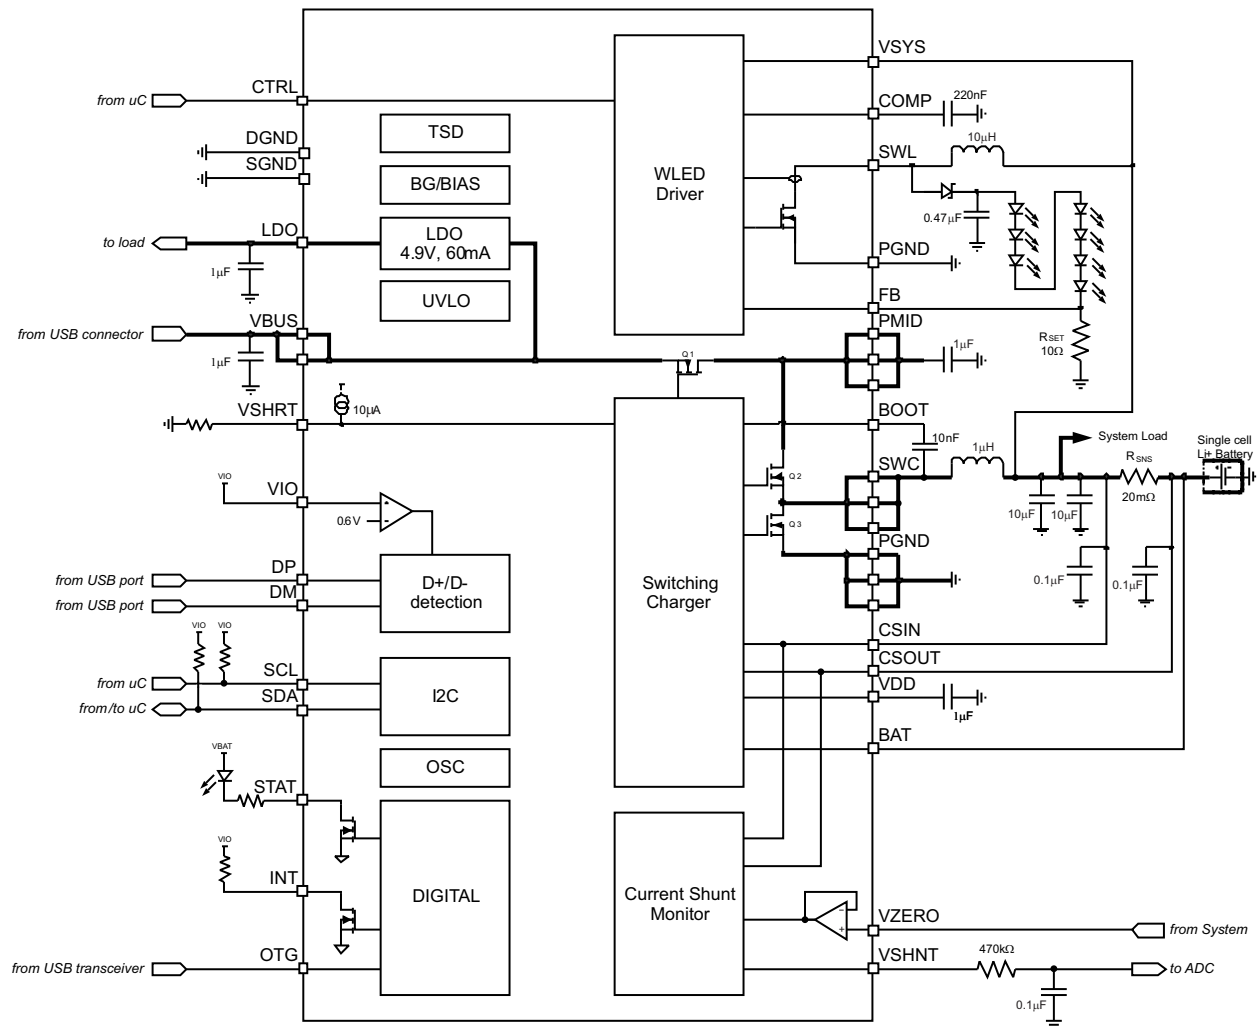 VSYS
CTRL
from uC
COMP
220nF
DGND
TSD
10µH
SGND
SWL
BG/BIAS
WLED
Driver
0.47µF
LDO
to load
LDO
4.9V, 60mA
PGND
1µF
UVLO
FB
VBUS
PMID
from USB connector
RSET
10Ω
1µF
Q1
1µF
10µA
VSHRT
BOOT
System Load
10nF
1µH
Single cell
Li+ Battery
RSNS
SWC
VIO
VIO
Q2
20mΩ
0.6V
10µF
10µF
Q3
PGND
DP
from USB port
D+/D-
detection
Switching
Charger
0.1µF
0.1µF
DM
from USB port
VIO
VIO
CSIN
SCL
from uC
CSOUT
I2C
SDA
from/to uC
VDD
1µF
BAT
VBAT
OSC
STAT
VIO
INT
DIGITAL
Current Shunt
Monitor
VZERO
from System
OTG
from USB transceiver
VSHNT
470kΩ
to ADC
0.1µF